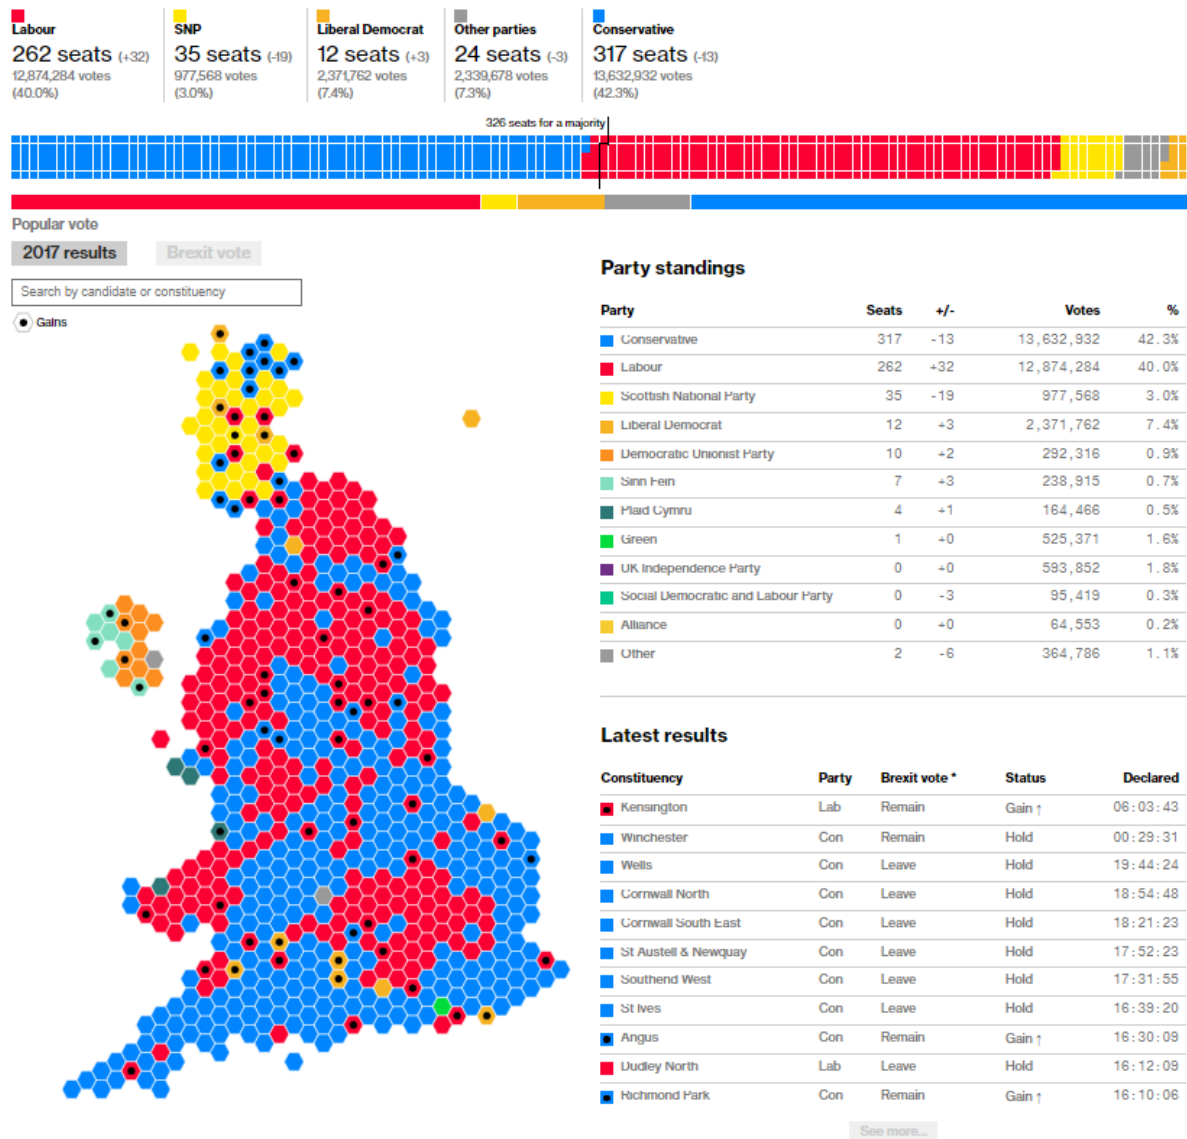 Labour SNP Liberal Democrat Other parties Conservative
262 seats (+32) 35 seats (-19) 12 seats (+3) 24 seats (-3) 317 seats (-13)
12,874,284 votes 977,568 votes 2,371,762 votes 2,339,678 votes 13,632,932 votes
(40.0%) (3.0%) (7.4%) (7.3%) (42.3%)
326 seats for a majority
Popular vote
2017 results Brexit vote
Search by candidate or constituency
Gains
Party standings
Party Seats +/- Votes %
Conservative 317 -13 13,632,932 42.3%
Labour 262 +32 12,874,284 40.0%
Scottish National Party 35 -19 977,568 3.0%
Liberal Democrat 12 +3 2,371,762 7.4%
Democratic Unionist Party 10 +2 292,316 0.9%
Sinn Fein 7 +3 238,915 0.7%
Plaid Cymru 4 +1 164,466 0.5%
Green 1 +0 525,371 1.6%
UK Independence Party 0 +0 593,852 1.8%
Social Democratic and Labour Party 0 -3 95,419 0.3%
Alliance 0 +0 64,553 0.2%
Other 2 -6 364,786 1.1%
Latest results
Constituency Party Brexit vote * Status Declared
Kensington Lab Remain Gain ↑ 06:03:43
Winchester Con Remain Hold 00:29:31
Wells Con Leave Hold 19:44:24
Cornwall North Con Leave Hold 18:54:48
Cornwall South East Con Leave Hold 18:21:23
St Austell & Newquay Con Leave Hold 17:52:23
Southend West Con Leave Hold 17:31:55
St Ives Con Leave Hold 16:39:20
Angus Con Remain Gain ↑ 16:30:09
Dudley North Lab Leave Hold 16:12:09
Richmond Park Con Remain Gain ↑ 16:10:06
See more...